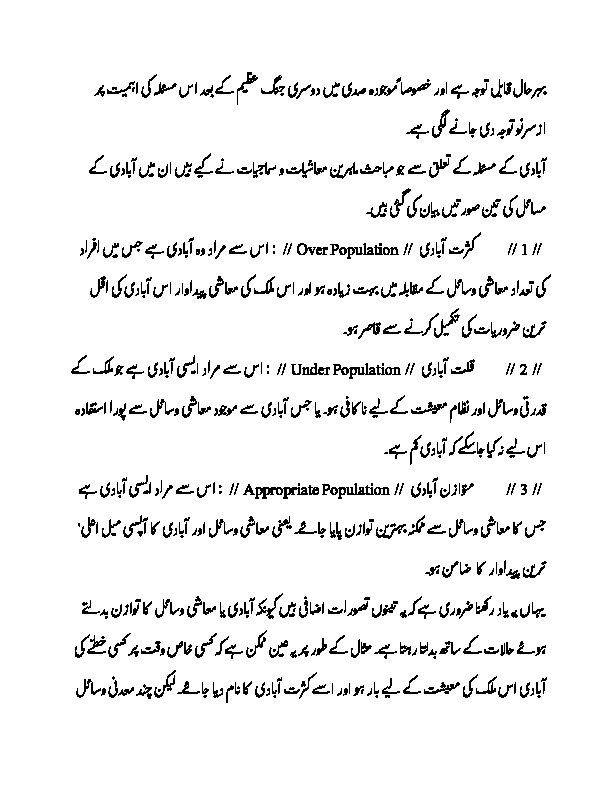 بہرحال قابل توجہ ہے اور خصوصاً موجودہ صدی میں دوسری جنگ عظیم کے بعد اس مسئلہ کی اہمیت پر
ازسرنو توجہ دی جانے لگی ہے۔
آبادی کے مسئلہ کے تعلق سے جو مباحث ماہرین معاشیات و سماجیات نے کیے ہیں ان میں آبادی کے
مسائل کی تین صورتیں بیان کی گئی ہیں۔
// 1 // کثرت آبادی // Over Population // : اس سے مراد وہ آبادی ہے جس میں افراد
کی تعداد معاشی وسائل کے مقابلہ میں بہت زیادہ ہو اور اس ملک کی معاشی پیداوار اس آبادی کی اقل
ترین ضروریات کی تکمیل کرنے سے قاصر ہو۔
// 2 // قلت آبادی // Under Population // : اس سے مراد ایسی آبادی ہے جو ملک کے
قدرتی وسائل اور نظام معیشت کے لیے ناکافی ہو۔ یا جس آبادی سے موجود معاشی وسائل سے پورا استفادہ
اس لیے نہ کیا جاسکے کہ آبادی کم ہے۔
// 3 // متوازن آبادی // Appropriate Population // : اس سے مراد ایسی آبادی ہے
جس کا معاشی وسائل سے ممکنہ بہترین توازن پایا جائے۔ یعنی معاشی وسائل اور آبادی کا آپسی میل اعلیٰ
ترین پیداوار کا ضامن ہو۔
یہاں یہ یاد رکھنا ضروری ہے کہ یہ تینوں تصورات اضافی ہیں کیونکہ آبادی یا معاشی وسائل کا توازن بدلتے
ہوئے حالات کے ساتھ بدلتا رہتا ہے۔ مثال کے طور پر یہ عین ممکن ہے کہ کسی خاص وقت پر کسی خطے کی
آبادی اس ملک کی معیشت کے لیے بار ہو اور اسے کثرت آبادی کا نام دیا جائے۔ لیکن چند معدنی وسائل